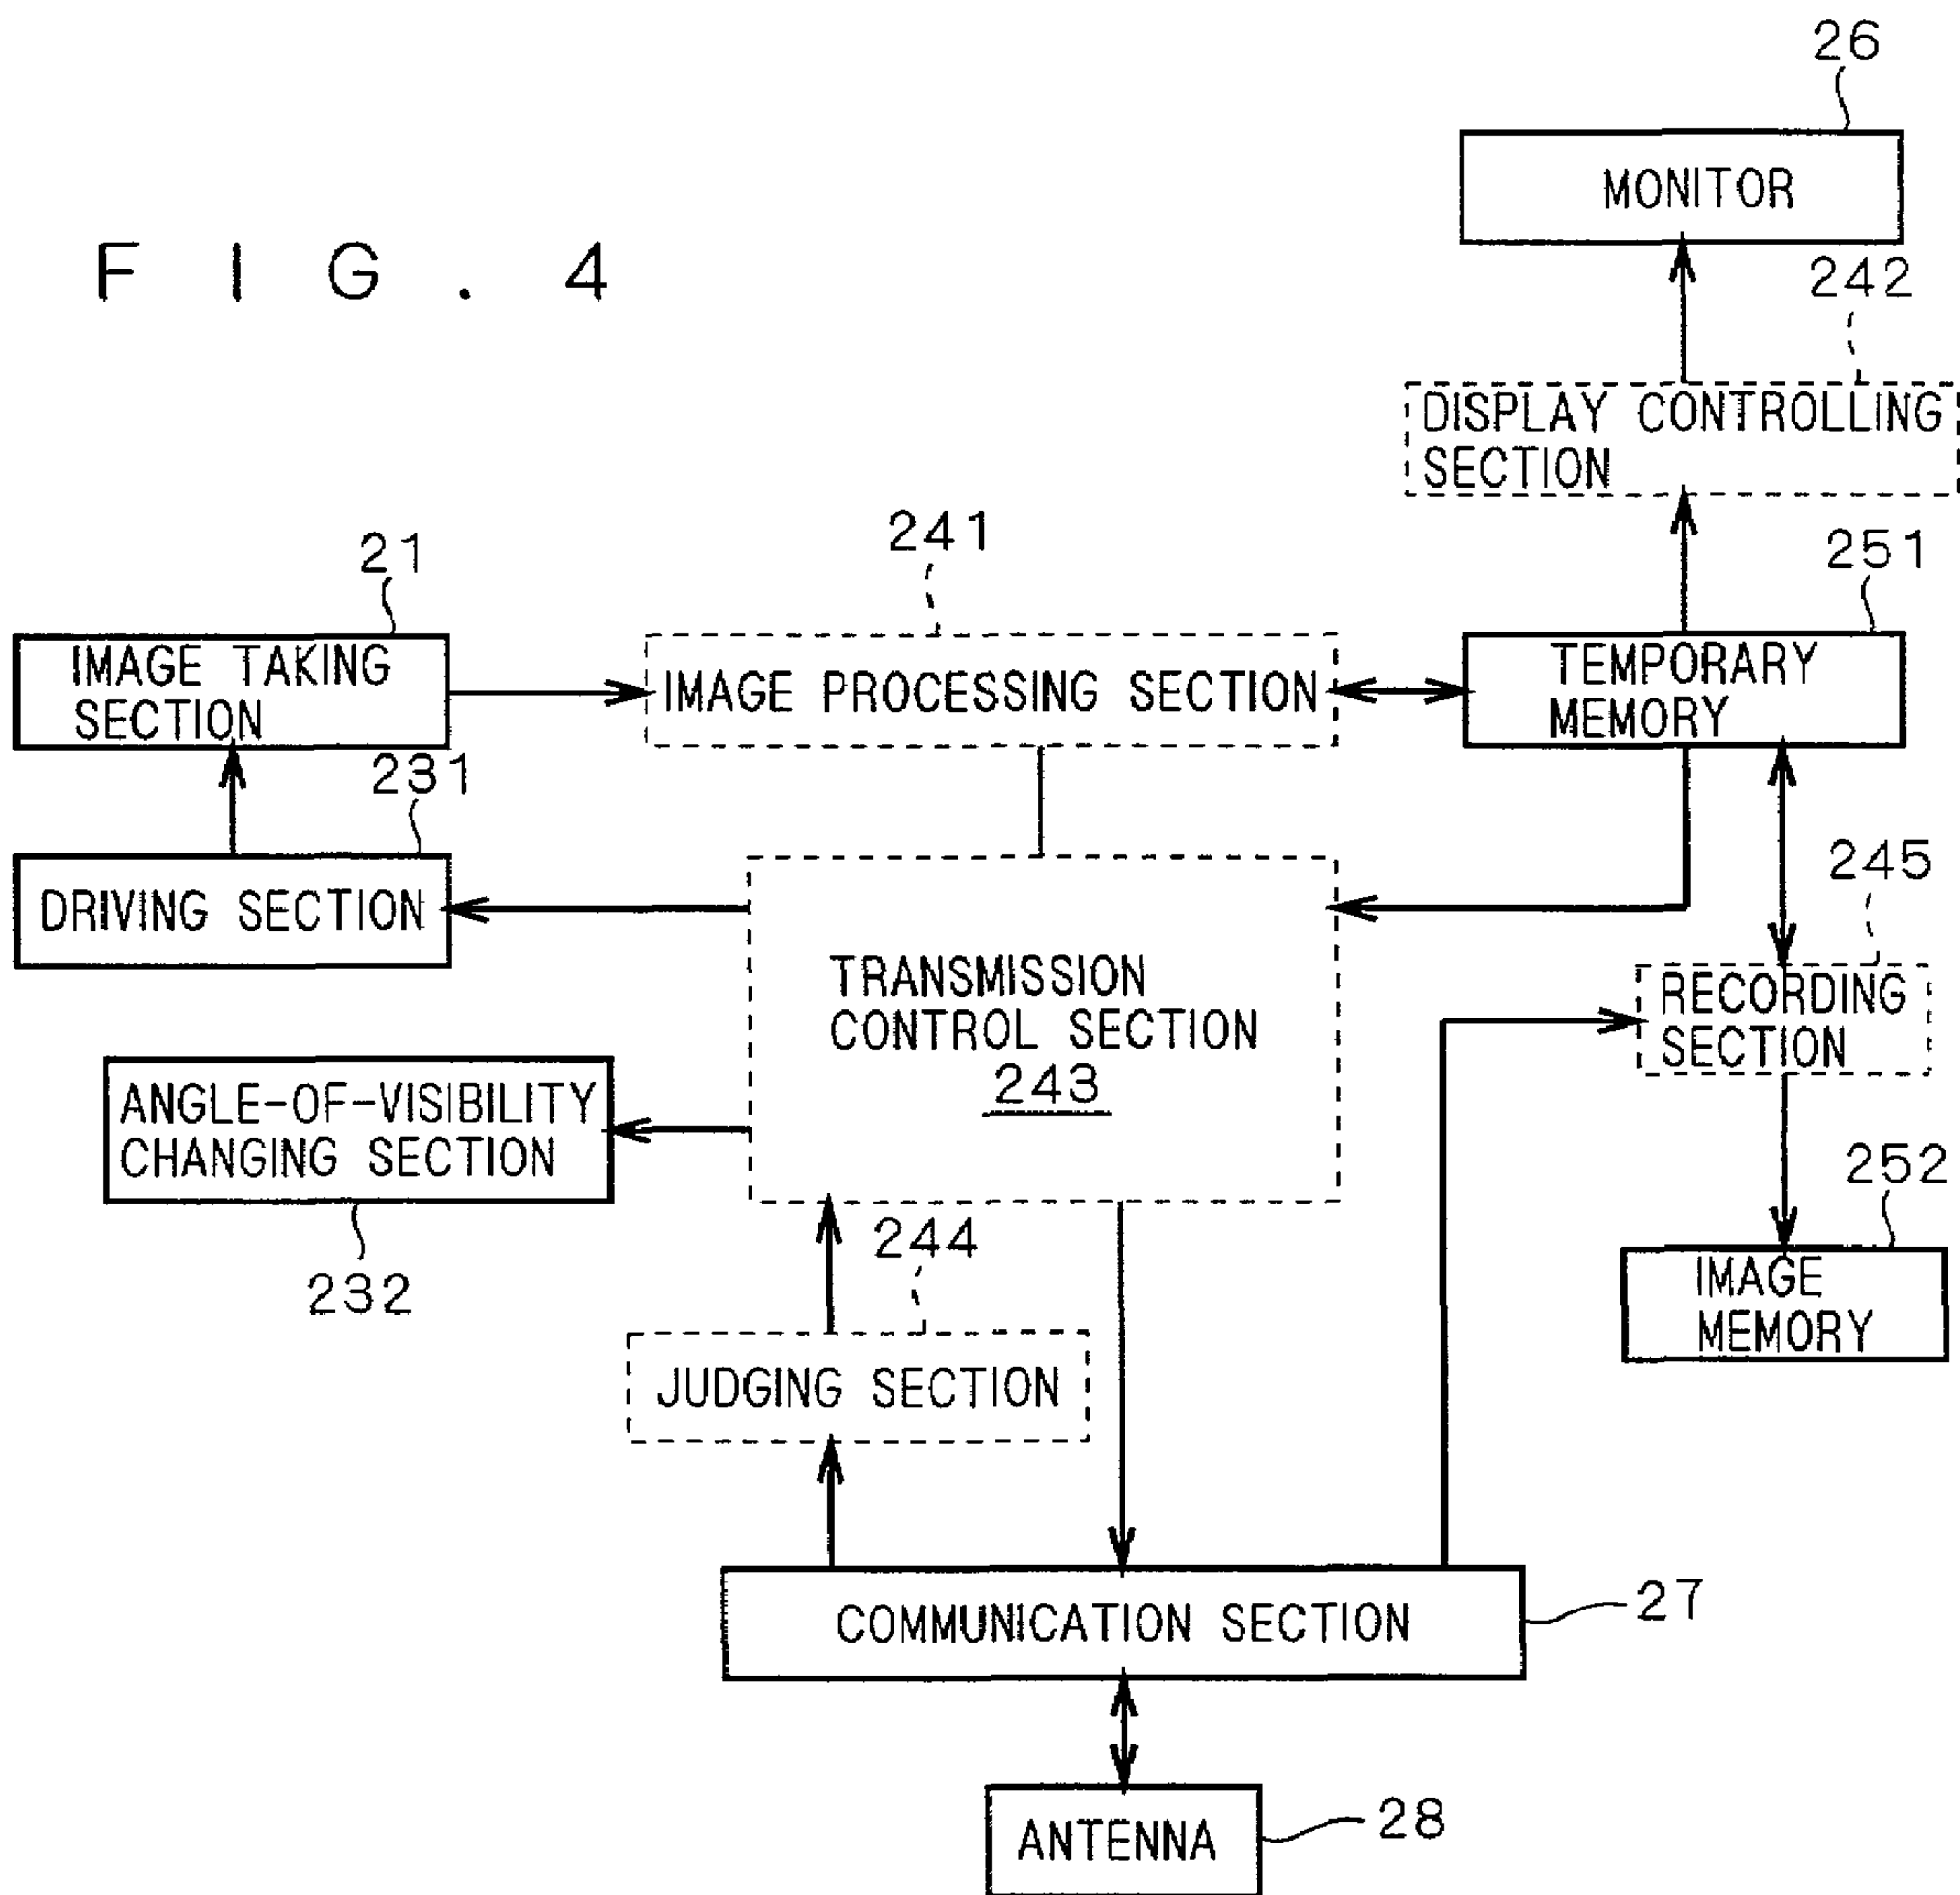 26
MONITOR
F I G . 4
242
DISPLAY CONTROLLING
SECTION
21
241
251
IMAGE TAKING
SECTION
IMAGE PROCESSING SECTION
TEMPORARY
MEMORY
231
DRIVING SECTION
245
TRANSMISSION
CONTROL SECTION
243
RECORDING
SECTION
ANGLE-OF-VISIBILITY
CHANGING SECTION
232
252
IMAGE
MEMORY
244
JUDGING SECTION
COMMUNICATION SECTION
27
ANTENNA
28